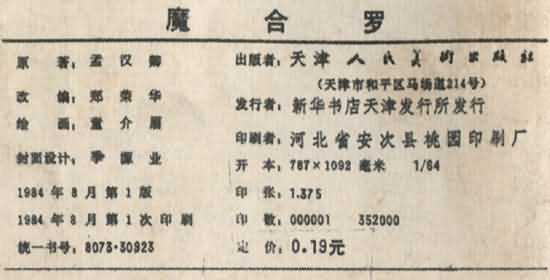 魔合罗
原著：孟汉卿
改编：郑荣华
绘画：董介眉
封面设计：季源业
1984年8月第1版
1984年8月第1次印刷
统一书号：8073·30923
出版者：天津人民美术出版社
（天津市和平区马场道214号）
发行者：新华书店天津发行所发行
印刷者：河北省安次县桃园印刷厂
开本：787×1092毫米 1/64
印张：1.375
印数：000001 352000
定价：0.19元